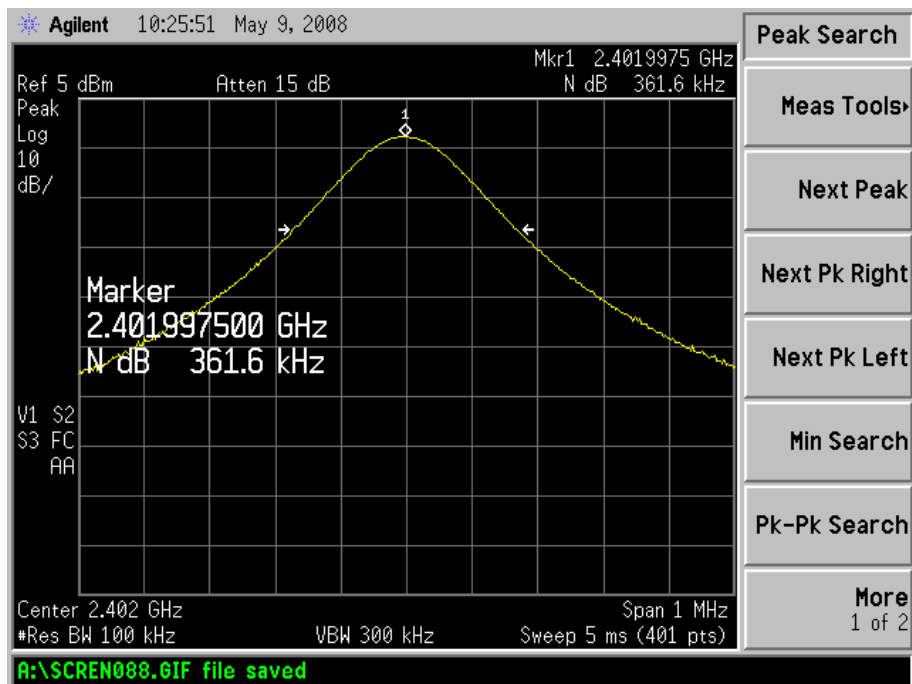 Agilent 10:25:51 May 9, 2008
Mkr1 2.4019975 GHz
Ref 5 dBm Atten 15 dB N dB 361.6 kHz
Peak
Log
10
dB/
1
Marker
2.401997500 GHz
N dB 361.6 kHz
V1 S2
S3 FC
AA
Center 2.402 GHz Span 1 MHz
#Res BW 100 kHz VBW 300 kHz Sweep 5 ms (401 pts)
A:\SCREN088.GIF file saved
Peak Search
Meas Tools
Next Peak
Next Pk Right
Next Pk Left
Min Search
Pk-Pk Search
More
1 of 2